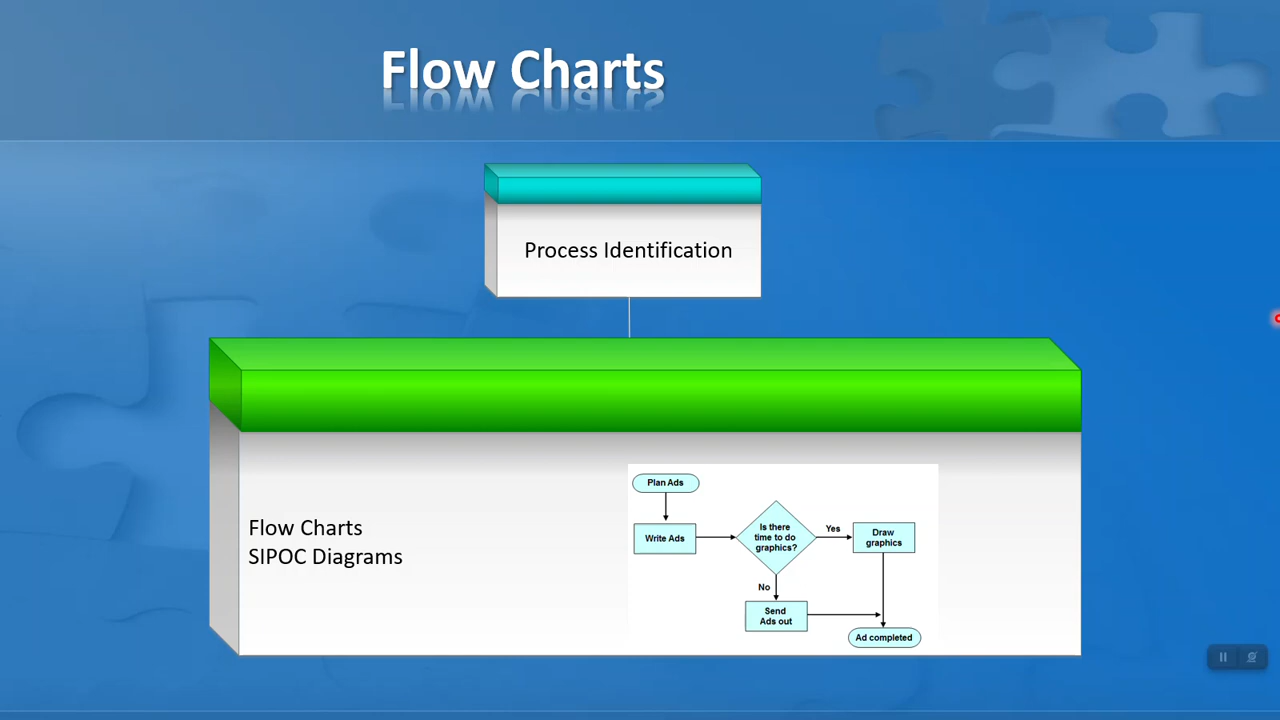 Flow Charts
Process Identification
Flow Charts
SIPOC Diagrams
Plan Ads
Write Ads
Is there
time to do
graphics?
Yes
Draw
graphics
No
Send
Ads out
Ad completed